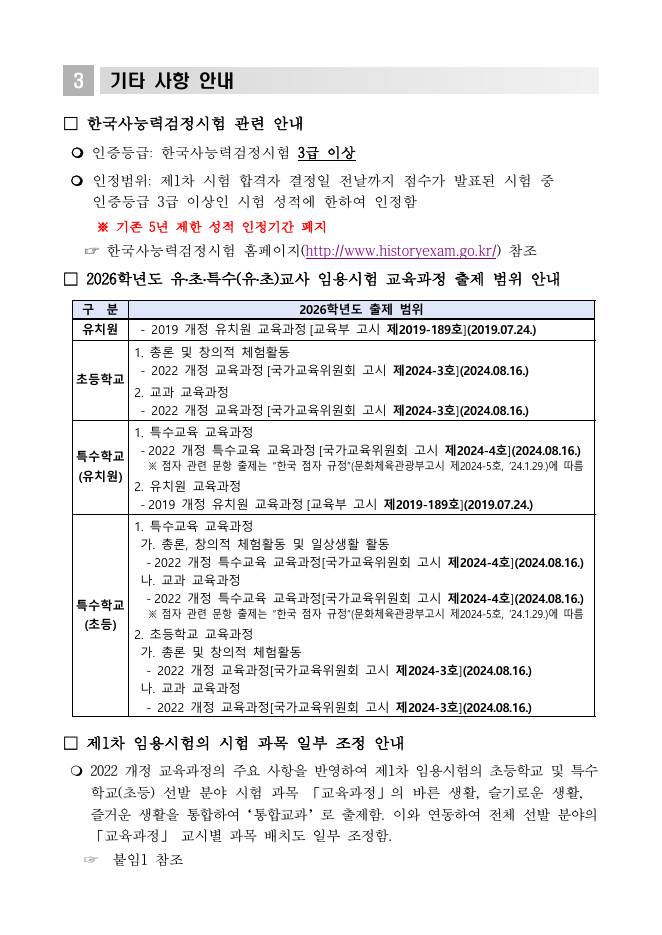 3 기타 사항 안내
□ 한국사능력검정시험 관련 안내
❍ 인증등급: 한국사능력검정시험 3급 이상
❍ 인정범위: 제1차 시험 합격자 결정일 전날까지 점수가 발표된 시험 중
인증등급 3급 이상인 시험 성적에 한하여 인정함
※ 기존 5년 제한 성적 인정기간 폐지
☞ 한국사능력검정시험 홈페이지(http://www.historyexam.go.kr/) 참조
□ 2026학년도 유·초·특수(유·초)교사 임용시험 교육과정 출제 범위 안내
구 분 2026학년도 출제 범위
유치원 - 2019 개정 유치원 교육과정 [교육부 고시 제2019-189호](2019.07.24.)
초등학교
1. 총론 및 창의적 체험활동
- 2022 개정 교육과정 [국가교육위원회 고시 제2024-3호](2024.08.16.)
2. 교과 교육과정
- 2022 개정 교육과정 [국가교육위원회 고시 제2024-3호](2024.08.16.)
특수학교
(유치원)
1. 특수교육 교육과정
- 2022 개정 특수교육 교육과정 [국가교육위원회 고시 제2024-4호](2024.08.16.)
※ 점자 관련 문항 출제는 "한국 점자 규정"(문화체육관광부고시 제2024-5호, '24.1.29.)에 따름
2. 유치원 교육과정
- 2019 개정 유치원 교육과정 [교육부 고시 제2019-189호](2019.07.24.)
특수학교
(초등)
1. 특수교육 교육과정
가. 총론, 창의적 체험활동 및 일상생활 활동
- 2022 개정 특수교육 교육과정[국가교육위원회 고시 제2024-4호](2024.08.16.)
나. 교과 교육과정
- 2022 개정 특수교육 교육과정[국가교육위원회 고시 제2024-4호](2024.08.16.)
※ 점자 관련 문항 출제는 "한국 점자 규정"(문화체육관광부고시 제2024-5호, '24.1.29.)에 따름
2. 초등학교 교육과정
가. 총론 및 창의적 체험활동
- 2022 개정 교육과정[국가교육위원회 고시 제2024-3호](2024.08.16.)
나. 교과 교육과정
- 2022 개정 교육과정[국가교육위원회 고시 제2024-3호](2024.08.16.)
□ 제1차 임용시험의 시험 과목 일부 조정 안내
❍ 2022 개정 교육과정의 주요 사항을 반영하여 제1차 임용시험의 초등학교 및 특수
학교(초등) 선발 분야 시험 과목 「교육과정」의 바른 생활, 슬기로운 생활,
즐거운 생활을 통합하여 ‘통합교과’로 출제함. 이와 연동하여 전체 선발 분야의
「교육과정」 교시별 과목 배치도 일부 조정함.
☞ 붙임1 참조